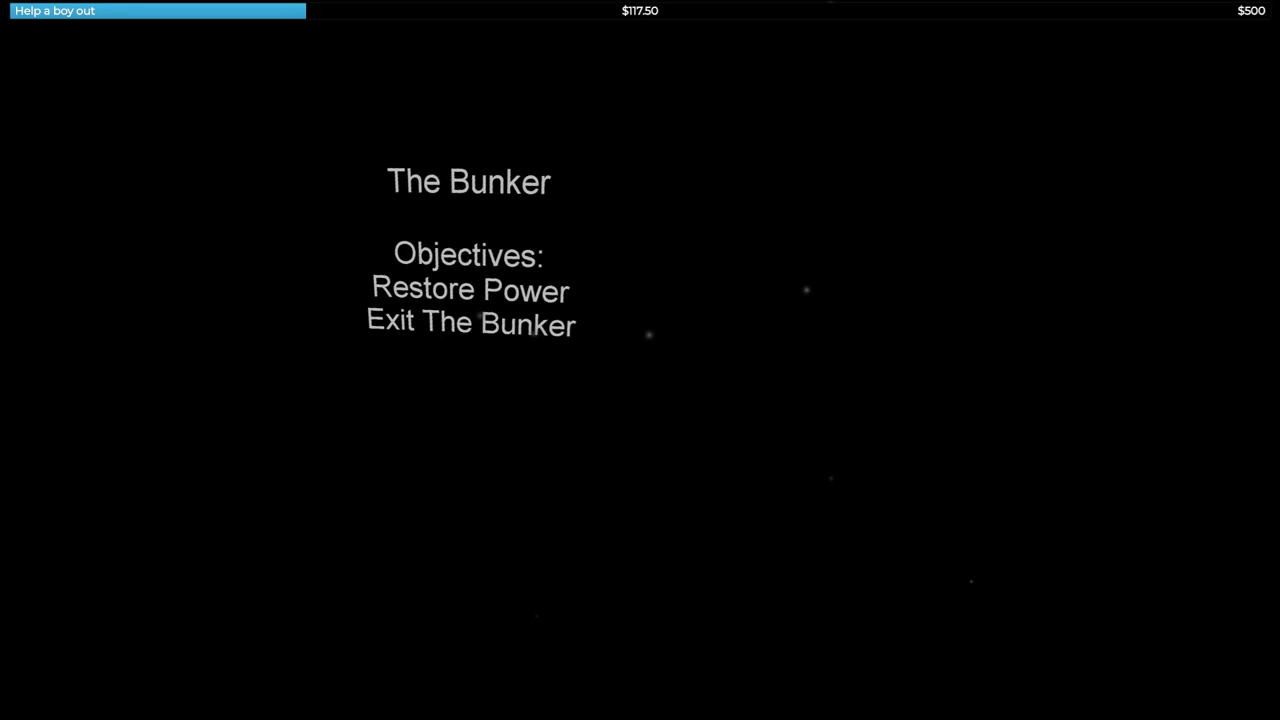 Help a boy out $117.50 $500
The Bunker
Objectives:
Restore Power
Exit The Bunker